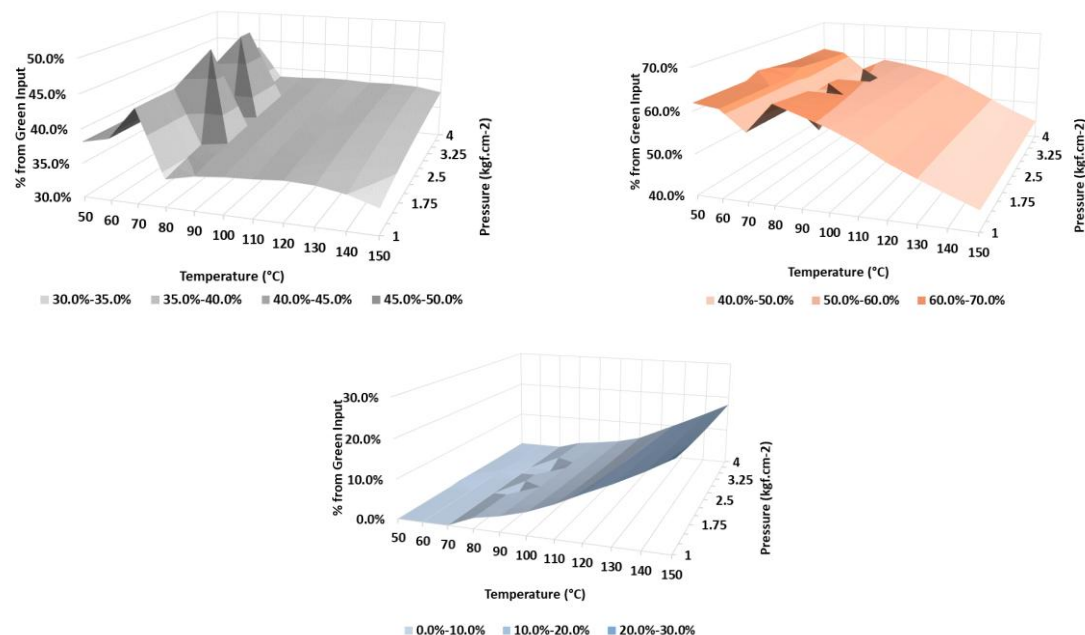 50.0%
45.0%
40.0%
35.0%
30.0%
% from Green Input
50 60 70 80 90 100 110 120 130 140 150
Temperature (°C)
1 1.75 2.5 3.25 4
Pressure (kgf.cm-2)
30.0%-35.0% 35.0%-40.0% 40.0%-45.0% 45.0%-50.0%
70.0%
60.0%
50.0%
40.0%
% from Green Input
50 60 70 80 90 100 110 120 130 140 150
Temperature (°C)
1 1.75 2.5 3.25 4
Pressure (kgf.cm-2)
40.0%-50.0% 50.0%-60.0% 60.0%-70.0%
30.0%
20.0%
10.0%
0.0%
% from Green Input
50 60 70 80 90 100 110 120 130 140 150
Temperature (°C)
1 1.75 2.5 3.25 4
Pressure (kgf.cm-2)
0.0%-10.0% 10.0%-20.0% 20.0%-30.0%